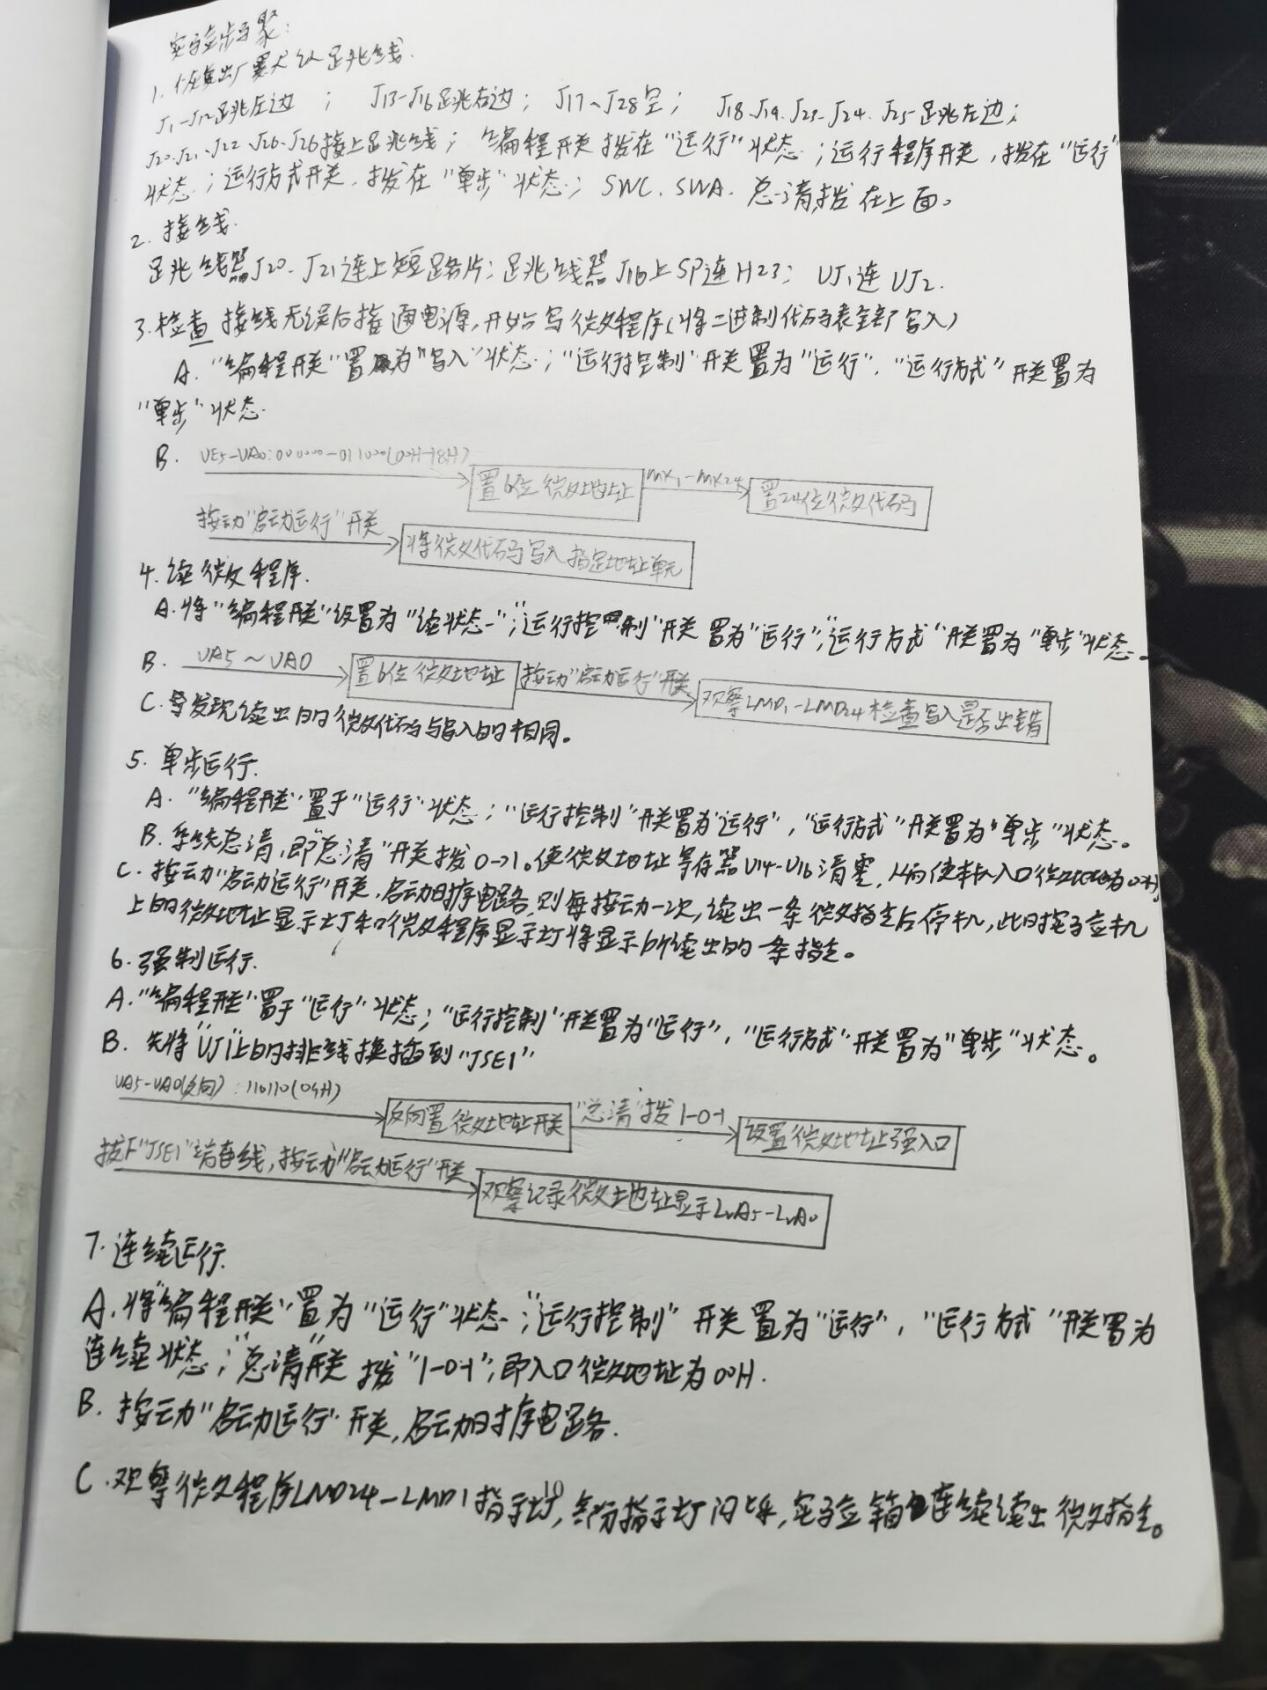 实验步骤:
1. 恢复出厂默认跳线.
J1-J12跳左边 ; J13-J16跳右边; J17~J28空; J18.J19.J23.J24.J25跳左边;
J20.J21.J22.J26.J26接上跳线; 编程开关拨在“运行”状态;运行程序开关,拨在“运行”
状态;运行方式开关,拨在“单步”状态; SWC.SWA.总清拨在上面。
2. 接线.
跳线器J20、J21连上短路片;跳线器J16上SP连H23; UJ1连UJ2.
3.检查接线无误后接通电源,开始写微程序(将二进制代码表全部写入)
A. “编程开关”置为“写入”状态;“运行控制”开关置为“运行”.“运行方式”开关置为
“单步”状态.
B. UE5-UA0:000000-011000(00H-18H) 置6位微地址 MK1-MK24 置24位微代码
按动“启动运行”开关 将微代码写入指定地址单元
4.读微程序.
A.将“编程开关”设置为“读状态”;“运行控制”开关置为“运行”;“运行方式”开关置为“单步”状态.
B. UA5~UA0 置6位微地址 按动“启动运行”开关 观察LMD1-LMD24检查写入是否出错
C.发现读出的微代码与写入的相同。
5. 单步运行.
A. “编程开关”置于“运行”状态;“运行控制”开关置为“运行”,“运行方式”开关置为“单步”状态。
B.系统总清,即“总清”开关拨0→1。使微地址寄存器U14-U16清零,从而使入口微地址为00H
C. 按动“启动运行”开关,启动时序电路,则每按动一次,读出一条微指令后停机,此时实验机
上的微地址显示灯和微程序显示灯将显示所读出的一条指令。
6.强制运行.
A.“编程开关”置于“运行”状态;“运行控制”开关置为“运行”,“运行方式”开关置为“单步”状态。
B. 先将“UJ1”上的排线换插到“JSE1”
UA5-UA0(反向):110110(09H) 反向置微地址开关 “总清”拨1-0-1 设置微地址强入口
拔下“JSE1”端连线,按动“启动运行”开关 观察记录微地址显示LUA5-LUA0
7.连续运行.
A.将“编程开关”置为“运行”状态;“运行控制”开关置为“运行”,“运行方式”开关置为
连续状态;“总清”开关拨“1-0-1”;即入口微地址为00H.
B. 按动“启动运行”开关,启动时序电路.
C.观察微程序LMD24-LMD1指示灯,部分指示灯闪烁,实验箱连续读出微指令。
10